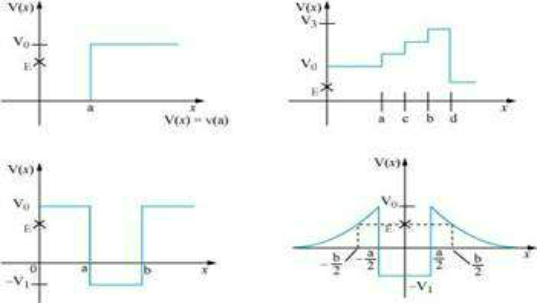 V(x)
V₀
E
a
x
V(x) = v(a)
V(x)
V₃
V₀
E
a c b d
x
V(x)
V₀
E
0 a b x
−V₁
V(x)
V₀
E
− b/2 − a/2 a/2 b/2 x
−V₁